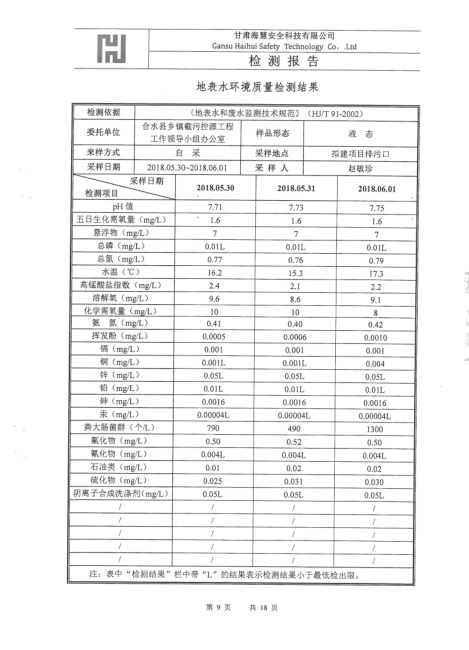 甘肃海慧安全科技有限公司
Gansu Haihui Safety Technology Co, .Ltd
检 测 报 告
地表水环境质量检测结果
检测依据 《地表水和废水监测技术规范》（HJ/T 91-2002）
委托单位 合水县乡镇截污控源工程工作领导小组办公室 样品形态 液 态
来样方式 自 采 采样地点 拟建项目排污口
采样日期 2018.05.30~2018.06.01 采 样 人 赵敏珍
采样日期
检测项目 2018.05.30 2018.05.31 2018.06.01
pH 值 7.71 7.73 7.75
五日生化需氧量（mg/L） 1.6 1.6 1.6
悬浮物（mg/L） 7 7 7
总磷（mg/L） 0.01L 0.01L 0.01L
总氮（mg/L） 0.77 0.76 0.79
水温（℃） 16.2 15.3 17.3
高锰酸盐指数（mg/L） 2.4 2.1 2.2
溶解氧（mg/L） 9.6 8.6 9.1
化学需氧量（mg/L） 10 10 8
氨 氮（mg/L） 0.41 0.40 0.42
挥发酚（mg/L） 0.0005 0.0006 0.0010
镉（mg/L） 0.001 0.001 0.001
铜（mg/L） 0.001L 0.001L 0.004
锌（mg/L） 0.05L 0.05L 0.05L
铅（mg/L） 0.01L 0.01L 0.01L
砷（mg/L） 0.0016 0.0016 0.0016
汞（mg/L） 0.00004L 0.00004L 0.00004L
粪大肠菌群（个/L） 790 490 1300
氟化物（mg/L） 0.50 0.52 0.50
氰化物（mg/L） 0.004L 0.004L 0.004L
石油类（mg/L） 0.01 0.02 0.02
硫化物（mg/L） 0.025 0.031 0.030
阴离子合成洗涤剂(mg/L) 0.05L 0.05L 0.05L
/ / / /
/ / / /
/ / / /
/ / / /
/ / / /
注：表中“检测结果”栏中带“L”的结果表示检测结果小于最低检出限。
第 9 页 共 18 页